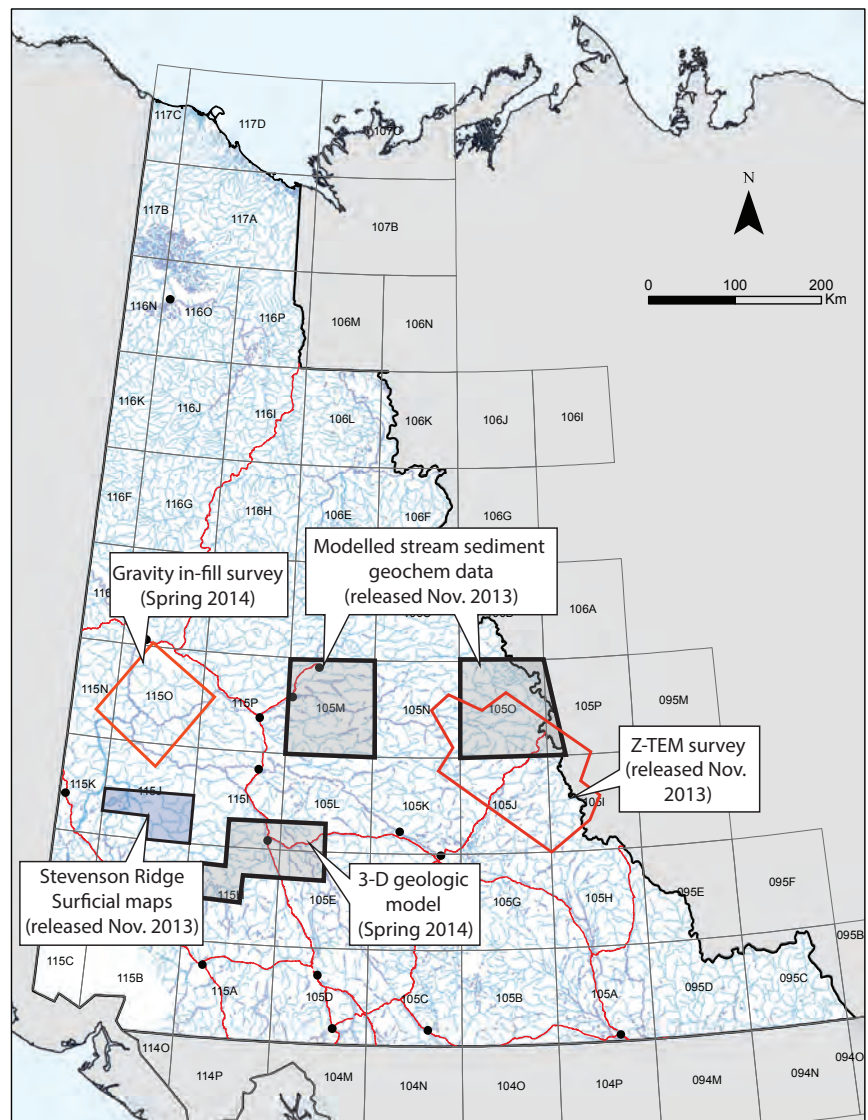 117C
117D
107C
117B
117A
107B
N
0 100 200
Km
116N
116O
116P
106M
106N
116K
116J
116I
106L
106K
106J
106I
116F
116G
116H
106E
106F
106G
Gravity in-fill survey
(Spring 2014)
Modelled stream sediment
geochem data
(released Nov. 2013)
106A
115N
115O
115P
105M
105N
105O
105P
095M
Z-TEM survey
(released Nov.
2013)
115K
115J
115I
105L
105K
105J
105I
Stevenson Ridge
Surficial maps
(released Nov. 2013)
3-D geologic
model
(Spring 2014)
105E
105G
105H
095E
095F
115C
115B
115A
105D
105C
105B
105A
095D
095C
095B
114O
114P
104M
104N
104O
104P
094M
094N
094O